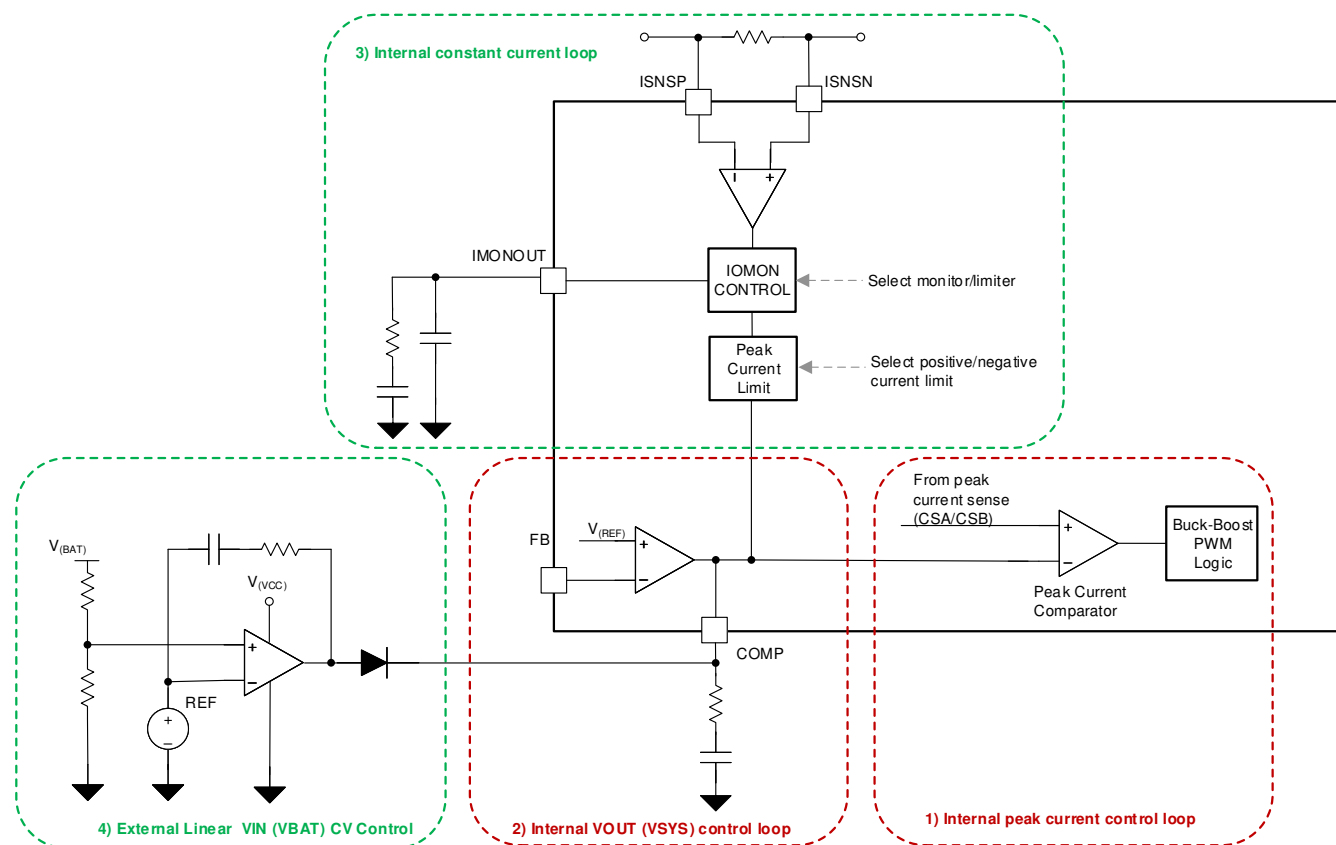 3) Internal constant current loop
ISNSP
ISNSN
I
+
IMONOUT
IOMON
CONTROL
Select monitor/limiter
Peak
Current
Limit
Select positive/negative
current limit
V(BAT)
V(VCC)
+
−
REF
+
−
4) External Linear VIN (VBAT) CV Control
FB
V(REF)
+
−
COMP
2) Internal VOUT (VSYS) control loop
From peak
current sense
(CSA/CSB)
+
−
Peak Current
Comparator
Buck-Boost
PWM
Logic
1) Internal peak current control loop